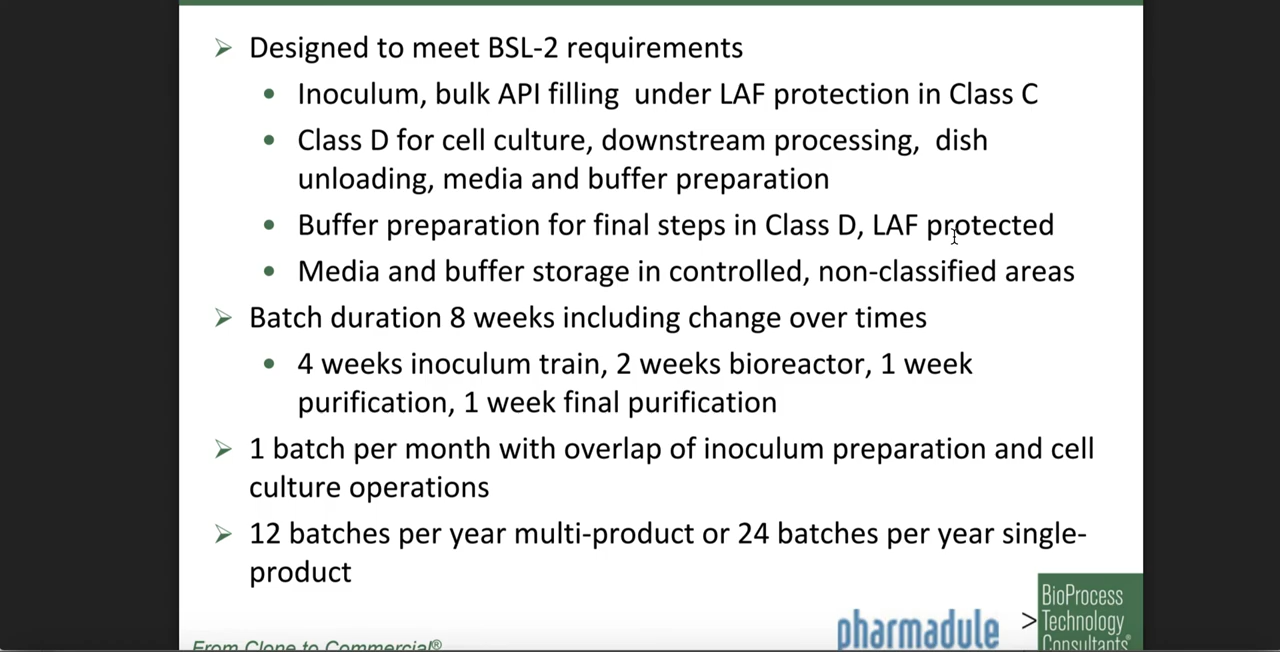 Designed to meet BSL-2 requirements
Inoculum, bulk API filling under LAF protection in Class C
Class D for cell culture, downstream processing, dish
unloading, media and buffer preparation
Buffer preparation for final steps in Class D, LAF protected
Media and buffer storage in controlled, non-classified areas
Batch duration 8 weeks including change over times
4 weeks inoculum train, 2 weeks bioreactor, 1 week
purification, 1 week final purification
1 batch per month with overlap of inoculum preparation and cell
culture operations
12 batches per year multi-product or 24 batches per year single-
product
From Clone to Commercial®
pharmadule
>
BioProcess
Technology
Consultants®